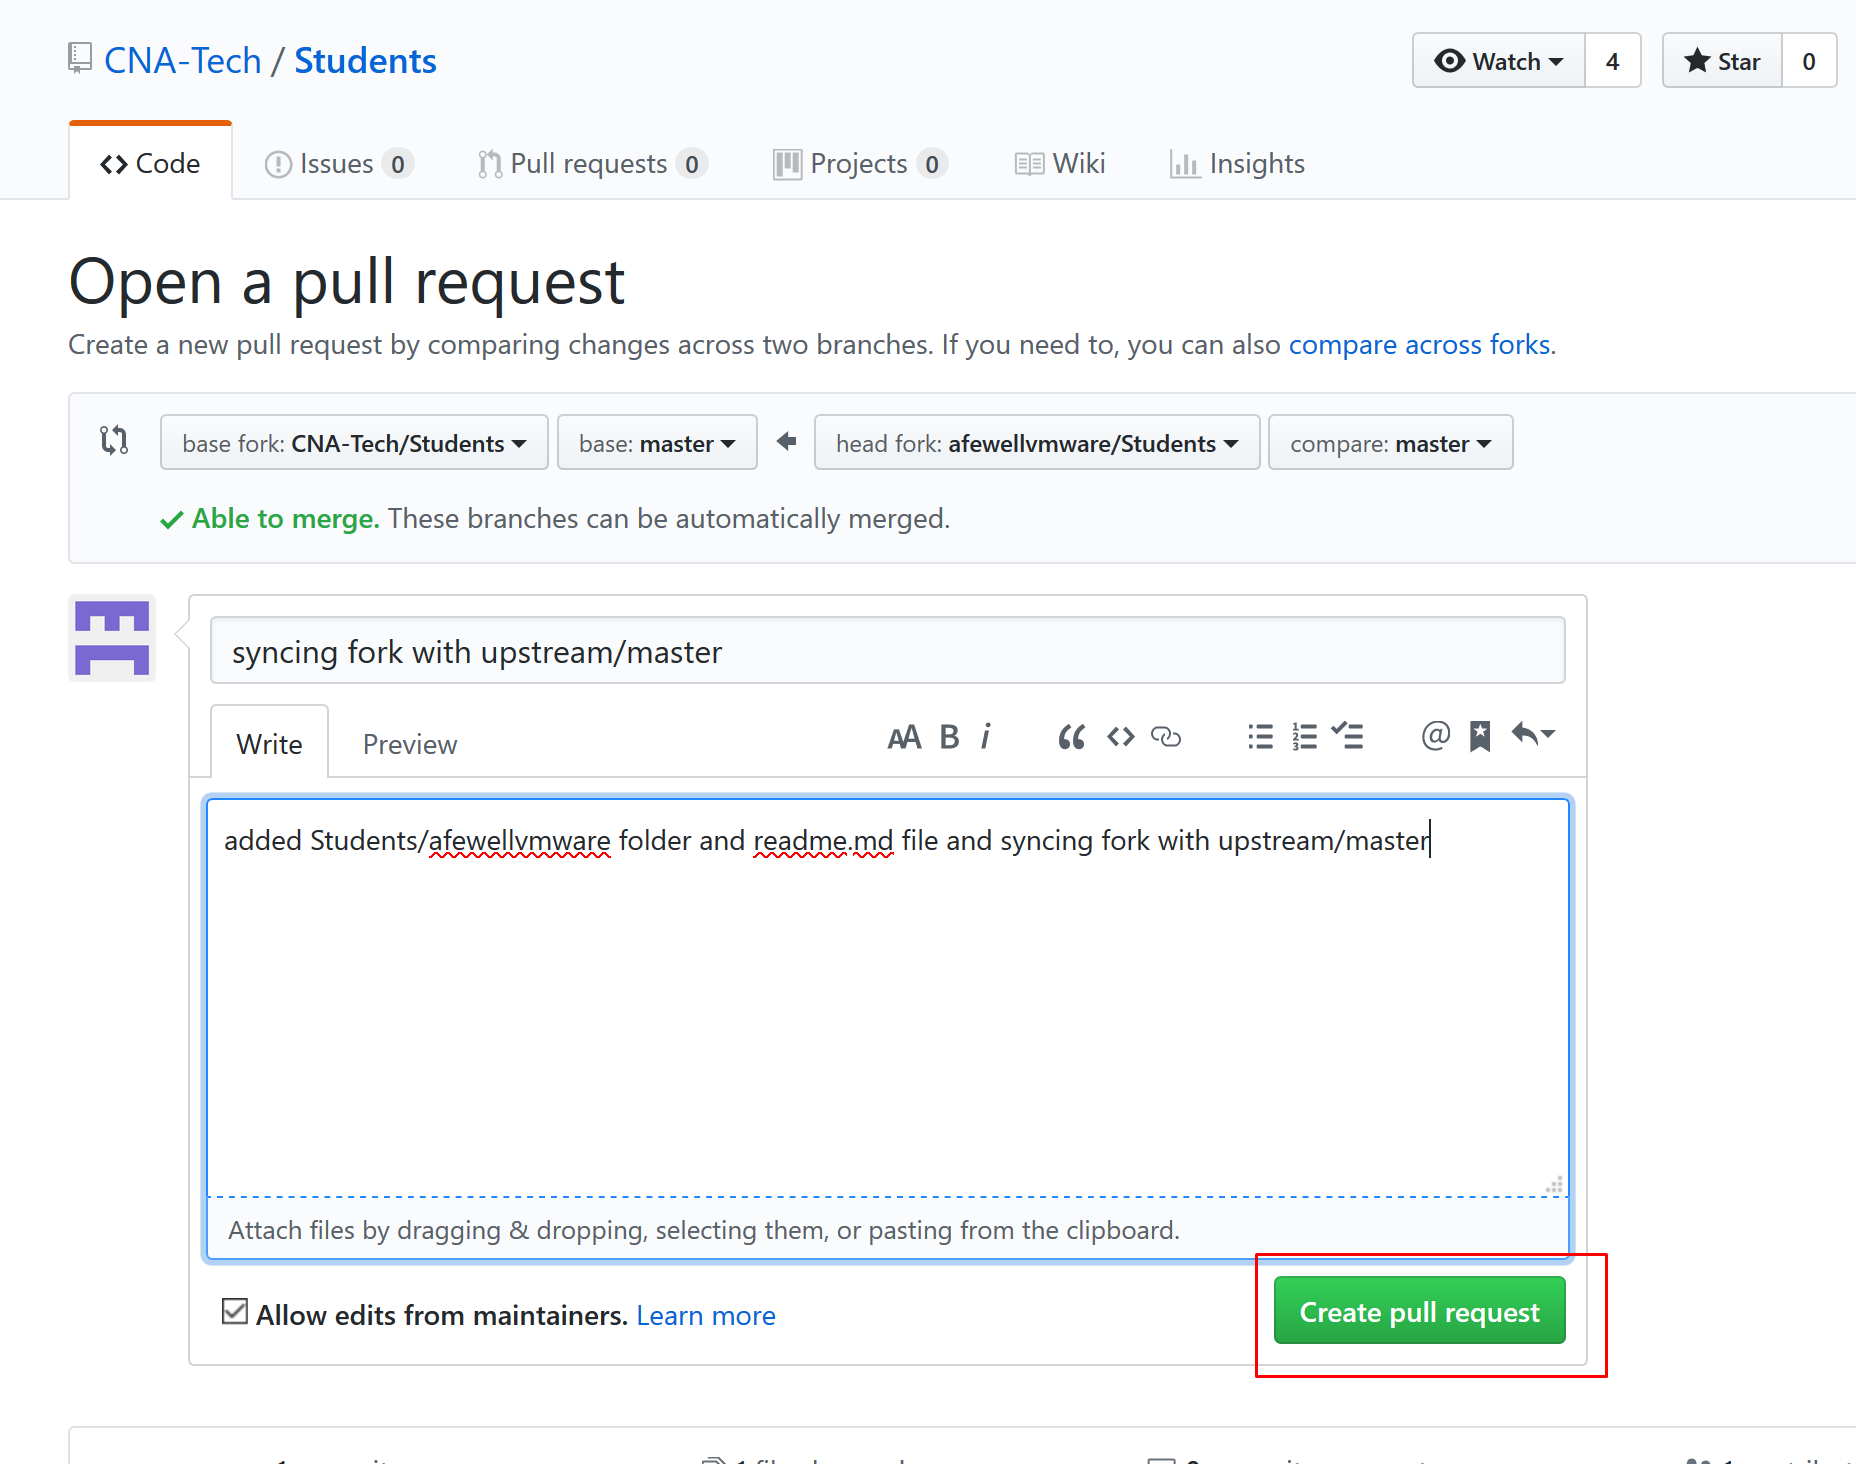 CNA-Tech / Students
Watch 4 Star 0
Code Issues 0 Pull requests 0 Projects 0 Wiki Insights
Open a pull request
Create a new pull request by comparing changes across two branches. If you need to, you can also compare across forks.
base fork: CNA-Tech/Students base: master head fork: afewellvmware/Students compare: master
Able to merge. These branches can be automatically merged.
syncing fork with upstream/master
Write Preview AA B i
added Students/afewellvmware folder and readme.md file and syncing fork with upstream/master
Attach files by dragging & dropping, selecting them, or pasting from the clipboard.
Allow edits from maintainers. Learn more
Create pull request